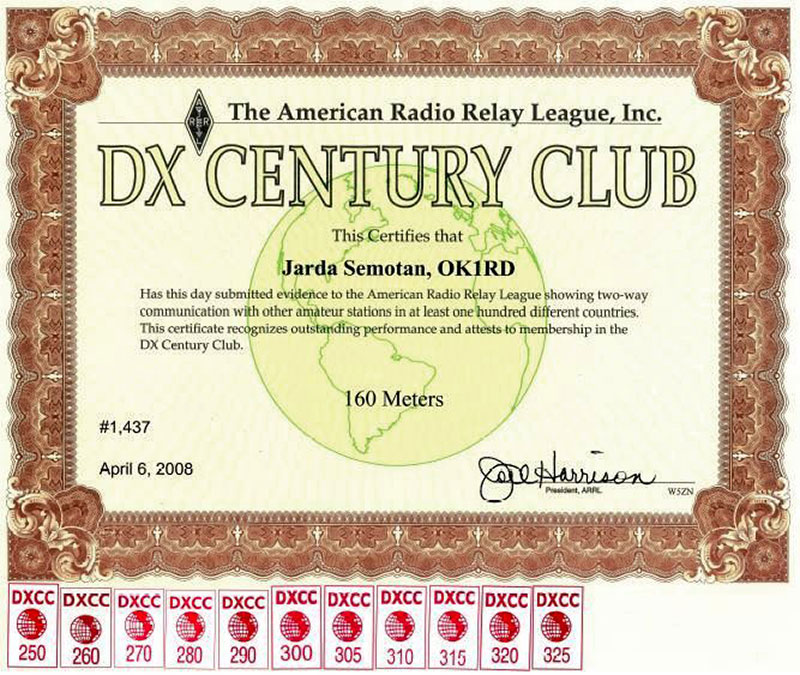 The American Radio Relay League, Inc.
ARRL
DX CENTURY CLUB
This Certifies that
Jarda Semotan, OK1RD
Has this day submitted evidence to the American Radio Relay League showing two-way
communication with other amateur stations in at least one hundred different countries.
This certificate recognizes outstanding performance and attests to membership in the
DX Century Club.
160 Meters
#1,437
April 6, 2008
Joel Harrison
President, ARRL
W5ZN
DXCC DXCC DXCC DXCC DXCC DXCC DXCC DXCC DXCC DXCC DXCC
250 260 270 280 290 300 305 310 315 320 325